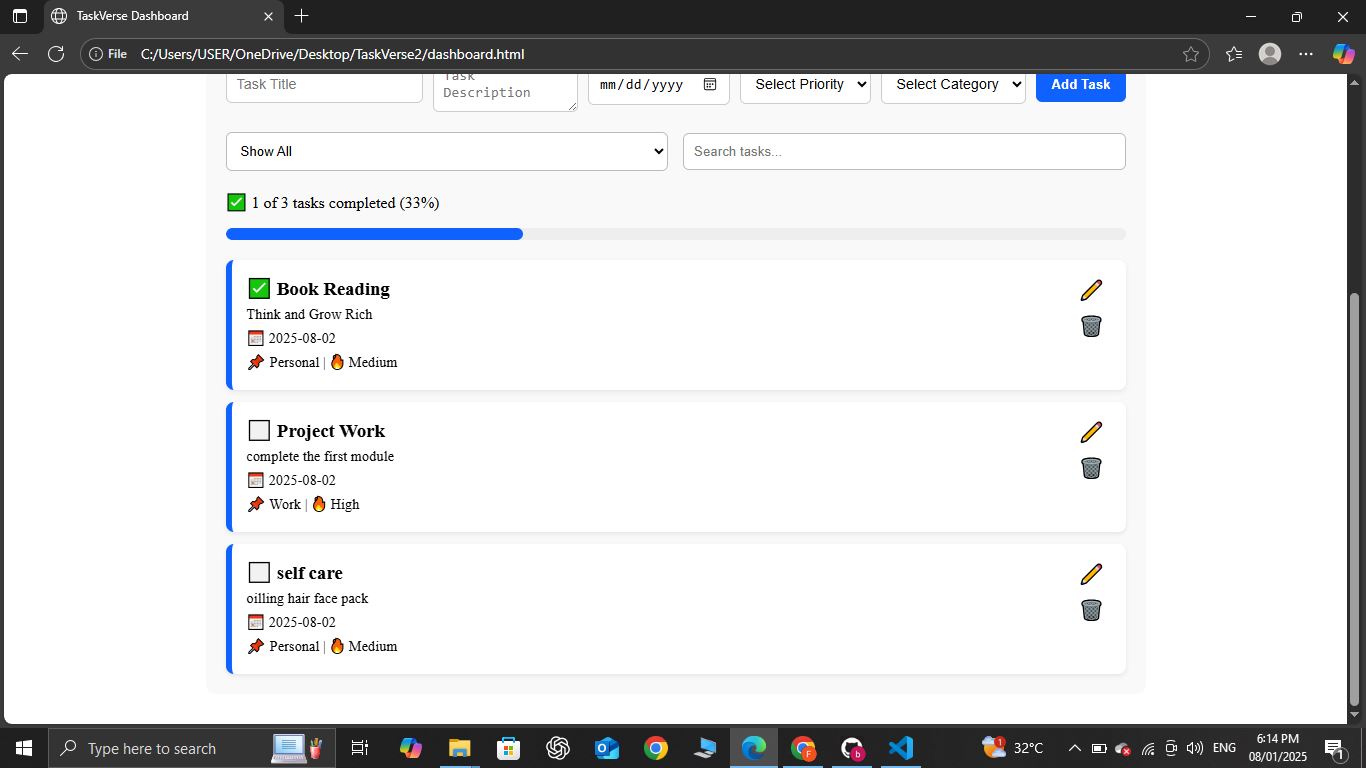 TaskVerse Dashboard
File C:/Users/USER/OneDrive/Desktop/TaskVerse2/dashboard.html
Task Title
Task
Description
mm/dd/yyyy
Select Priority
Select Category
Add Task
Show All
Search tasks...
✅ 1 of 3 tasks completed (33%)
Book Reading
Think and Grow Rich
2025-08-02
Personal | Medium
Project Work
complete the first module
2025-08-02
Work | High
self care
oilling hair face pack
2025-08-02
Personal | Medium
Type here to search
32°C
ENG
6:14 PM
08/01/2025